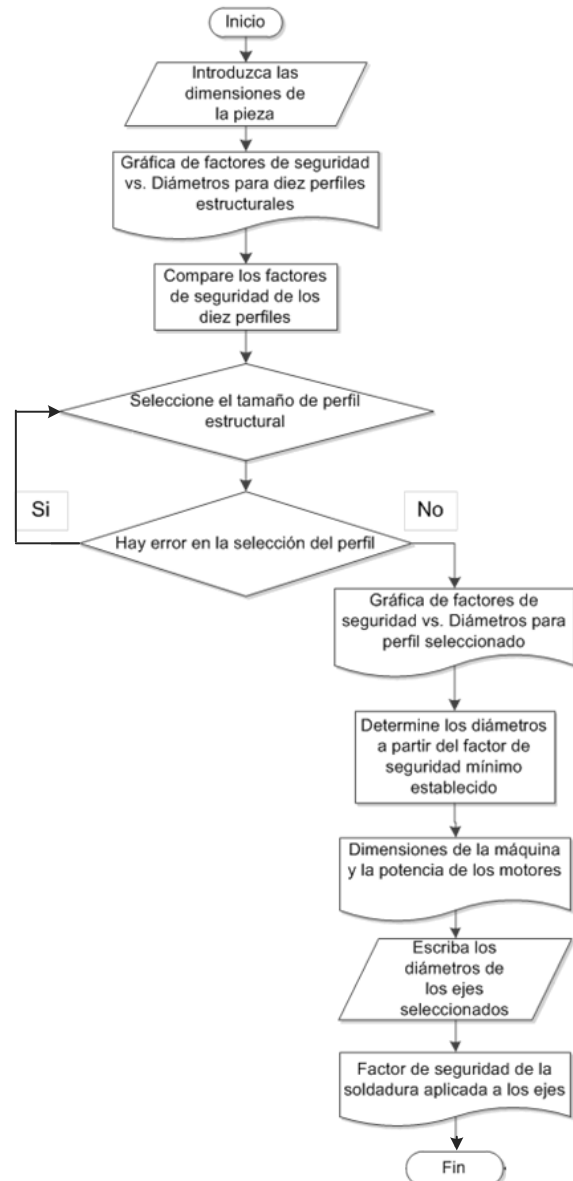 Inicio
Introduzca las
dimensiones de
la pieza
Gráfica de factores de seguridad
vs. Diámetros para diez perfiles
estructurales
Compare los factores
de seguridad de los
diez perfiles
Seleccione el tamaño de perfil
estructural
Si
No
Hay error en la selección del perfil
Gráfica de factores de
seguridad vs. Diámetros para
perfil seleccionado
Determine los diámetros
a partir del factor de
seguridad mínimo
establecido
Dimensiones de la máquina
y la potencia de los motores
Escriba los
diámetros de
los ejes
seleccionados
Factor de seguridad de la
soldadura aplicada a los ejes
Fin